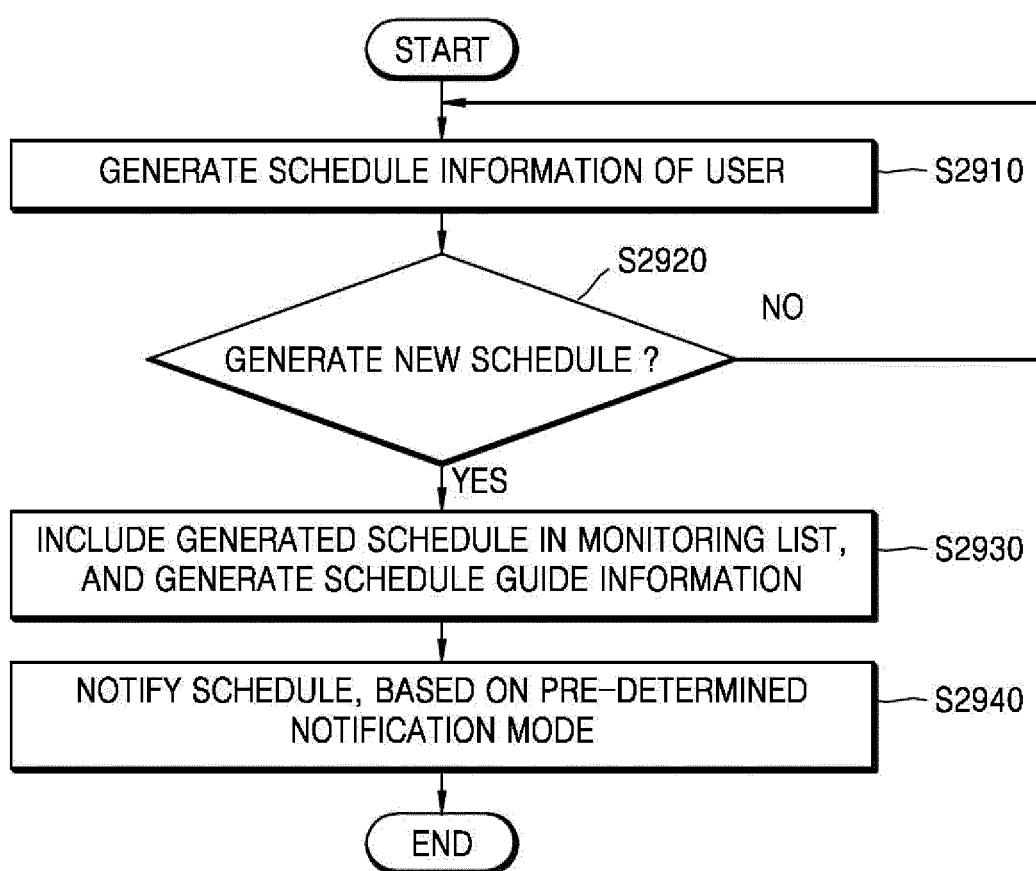 START
GENERATE SCHEDULE INFORMATION OF USER
S2910
S2920
NO
GENERATE NEW SCHEDULE ?
YES
INCLUDE GENERATED SCHEDULE IN MONITORING LIST,
AND GENERATE SCHEDULE GUIDE INFORMATION
S2930
NOTIFY SCHEDULE, BASED ON PRE-DETERMINED
NOTIFICATION MODE
S2940
END